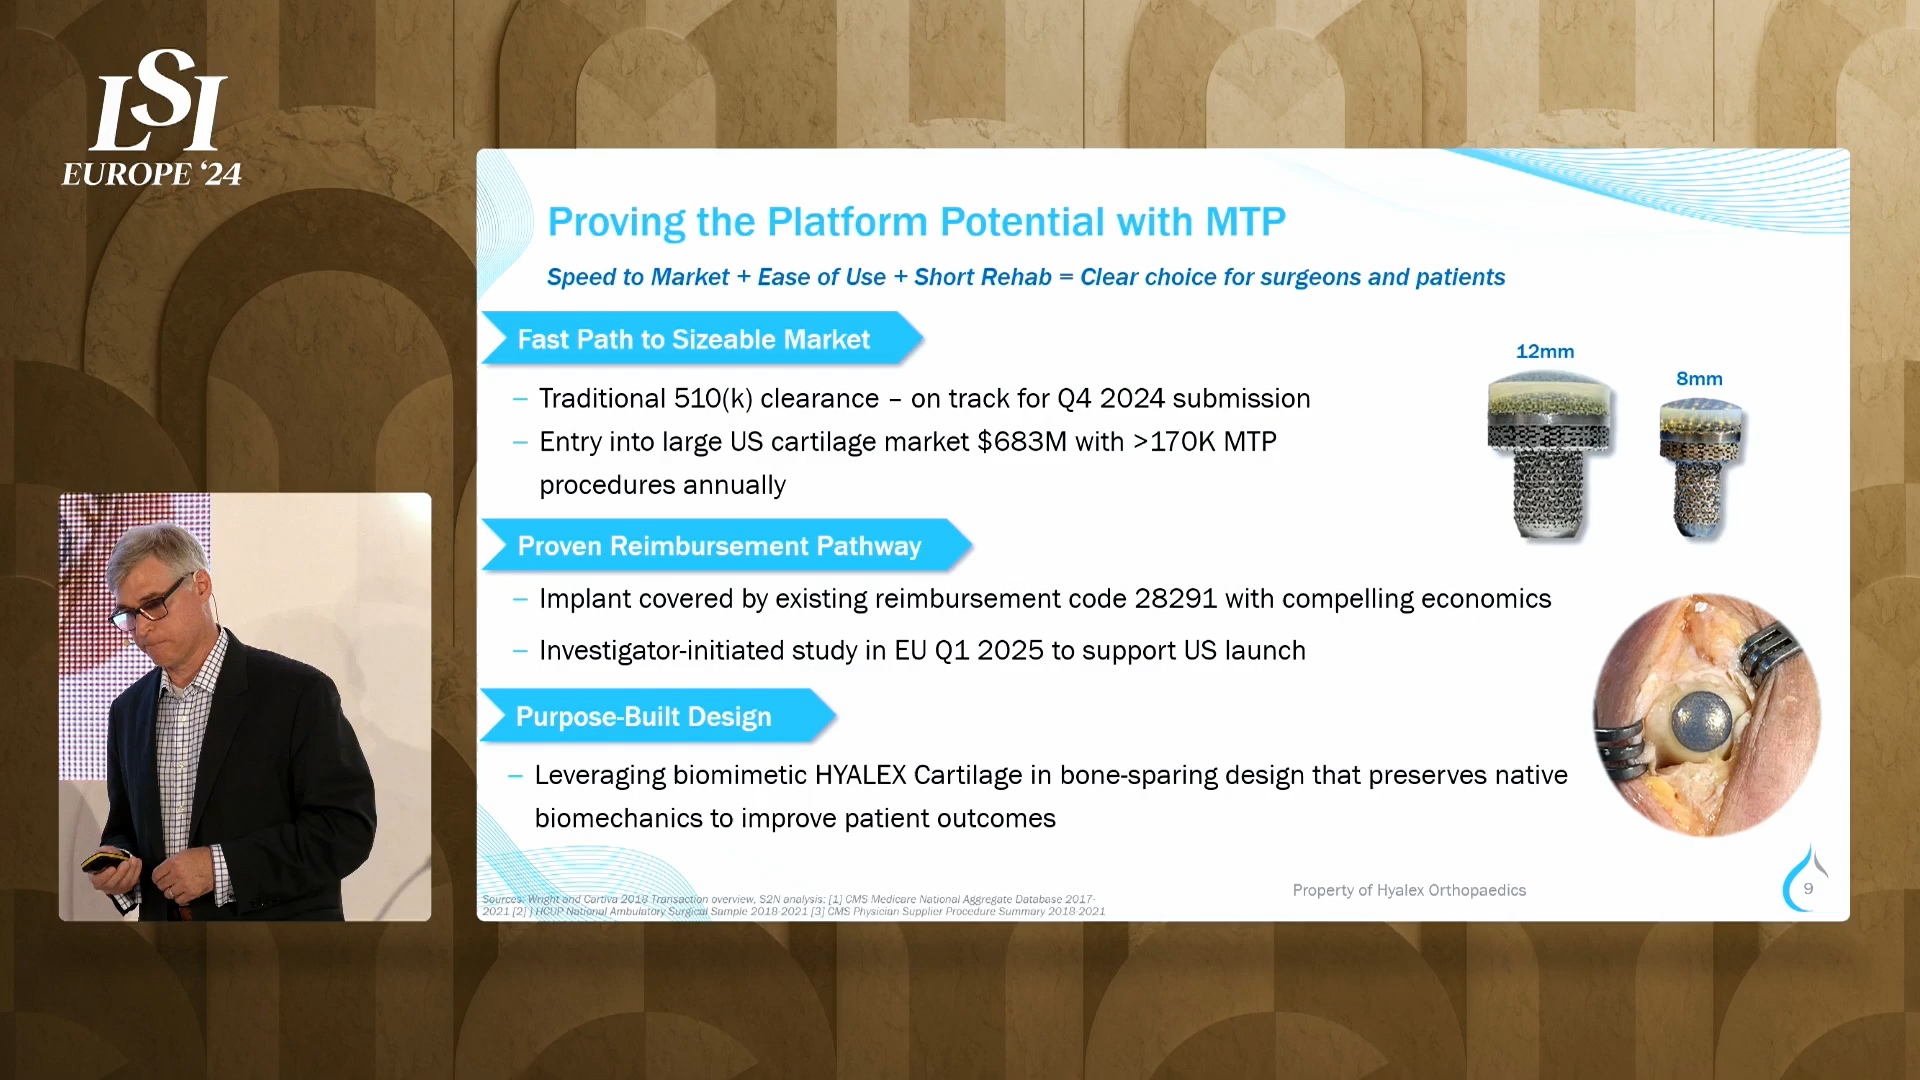 LSI
EUROPE ‘24
Proving the Platform Potential with MTP
Speed to Market + Ease of Use + Short Rehab = Clear choice for surgeons and patients
Fast Path to Sizeable Market
– Traditional 510(k) clearance – on track for Q4 2024 submission
– Entry into large US cartilage market $683M with >170K MTP
procedures annually
12mm
8mm
Proven Reimbursement Pathway
– Implant covered by existing reimbursement code 28291 with compelling economics
– Investigator-initiated study in EU Q1 2025 to support US launch
Purpose-Built Design
– Leveraging biomimetic HYALEX Cartilage in bone-sparing design that preserves native
biomechanics to improve patient outcomes
Sources: Wright and Cartiva 2018 Transaction overview, S2N analysis; [1] CMS Medicare National Aggregate Database 2017-
2021 [2] ) HCUP National Ambulatory Surgical Sample 2018-2021 [3] CMS Physician Supplier Procedure Summary 2018-2021
Property of Hyalex Orthopaedics
9